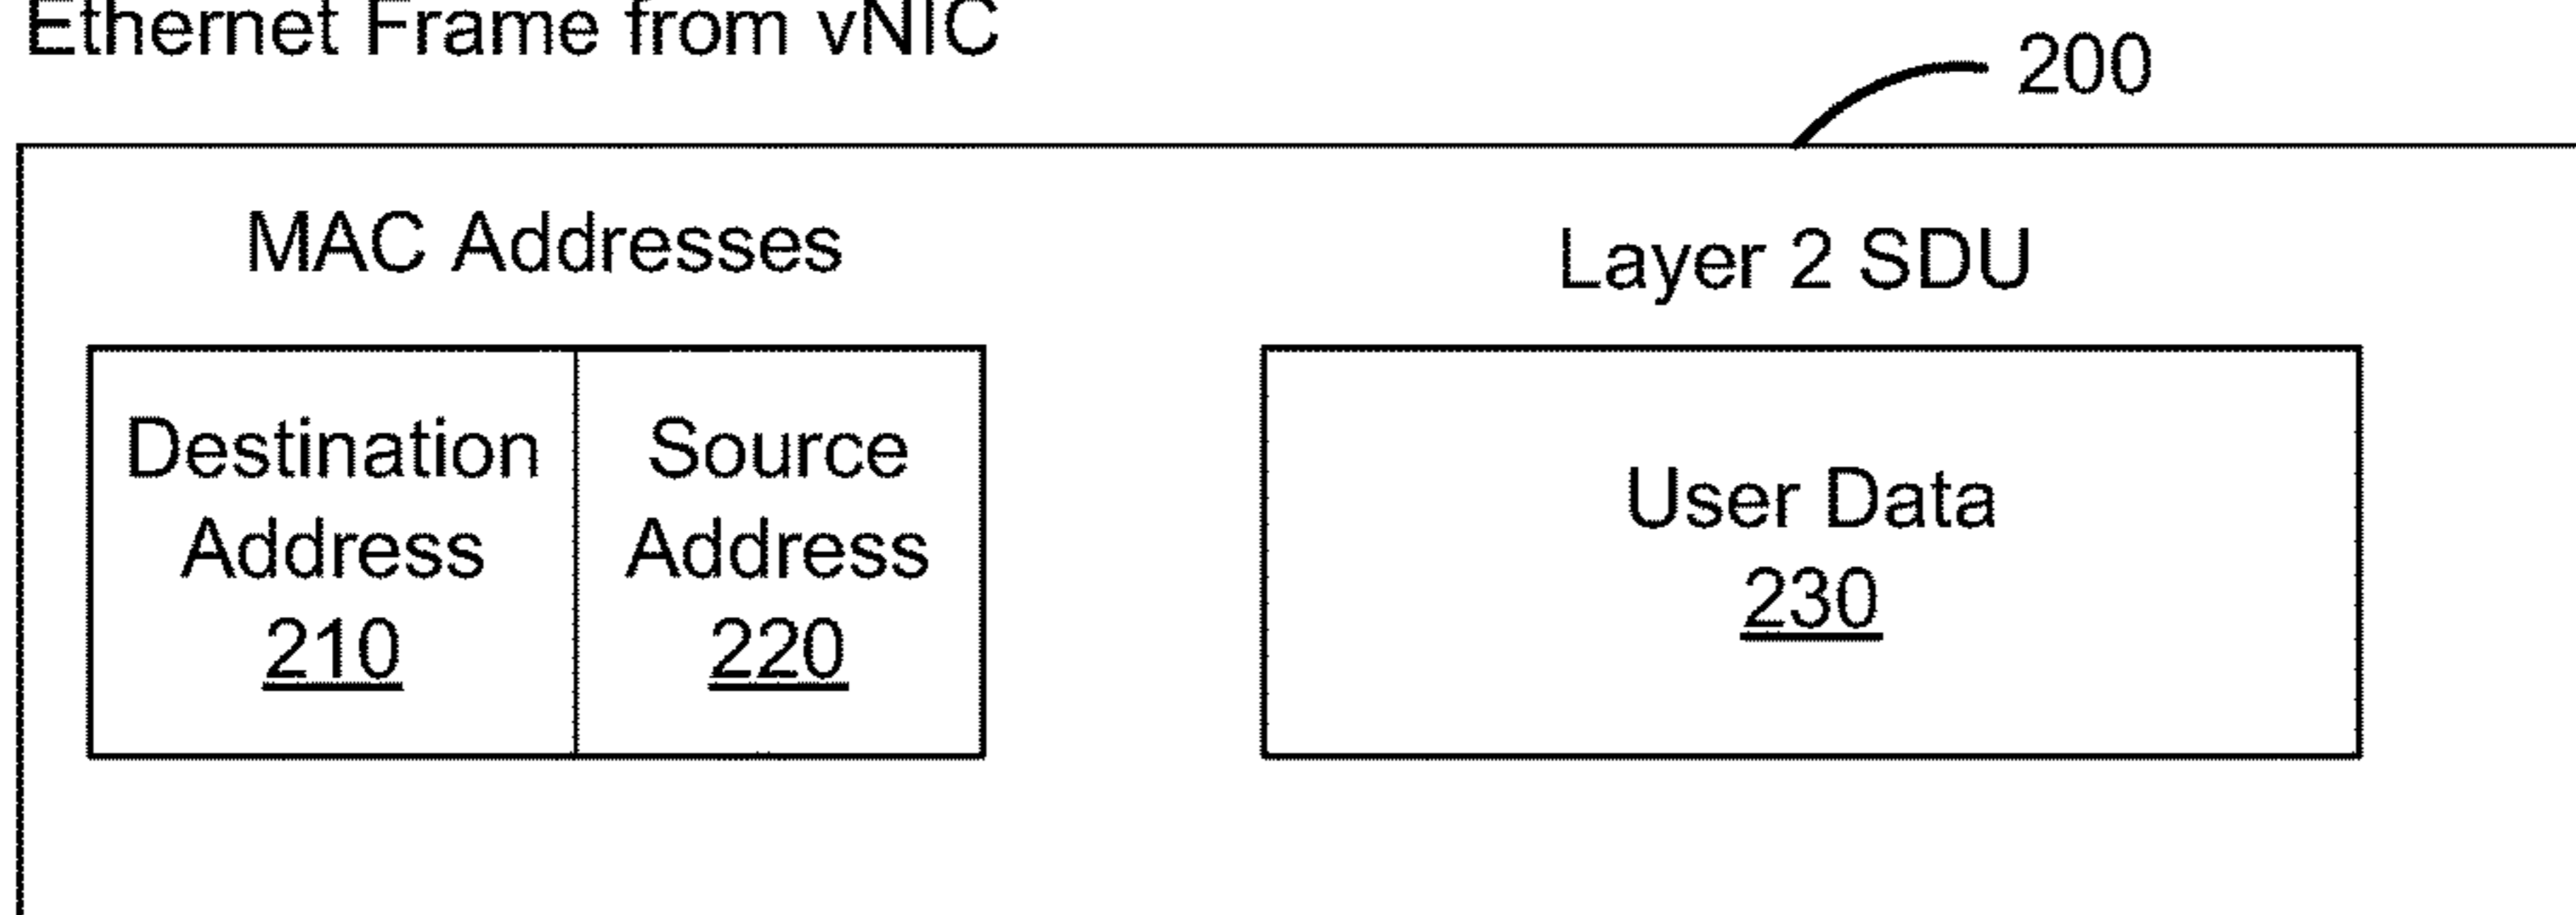 Ethernet Frame from vNIC
200
MAC Addresses
Layer 2 SDU
Destination
Address
210
Source
Address
220
User Data
230